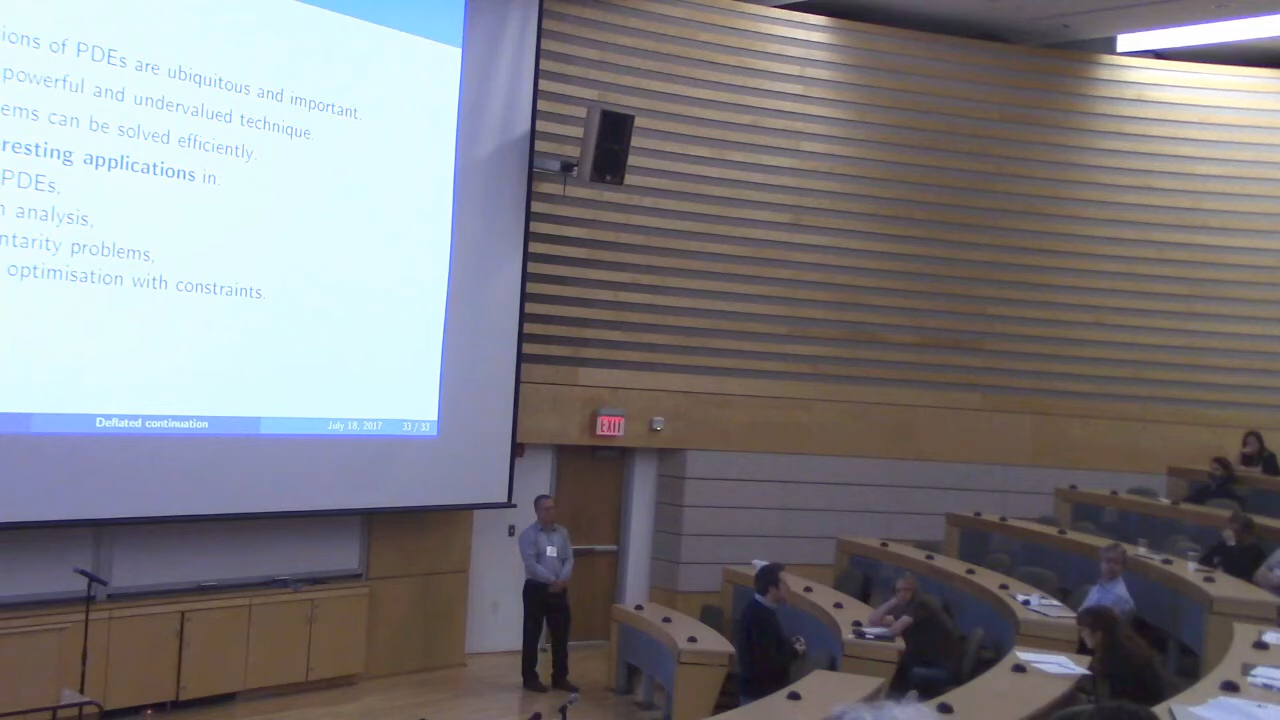 ions of PDEs are ubiquitous and important.
powerful and undervalued technique.
ems can be solved efficiently.
resting applications in:
PDEs,
n analysis,
ntarity problems,
optimisation with constraints.
Deflated continuation July 18, 2017 33 / 33
EXIT